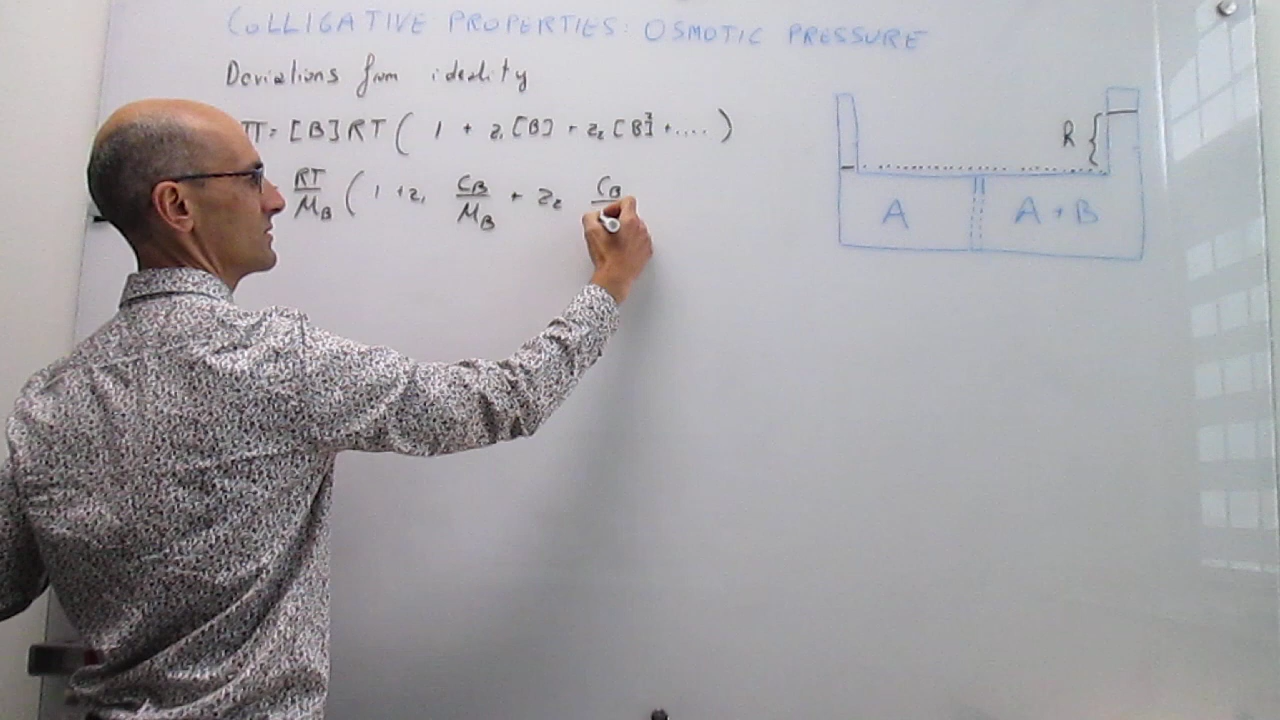 COLLIGATIVE PROPERTIES: OSMOTIC PRESSURE
Deviations from ideality
π = [B]RT ( 1 + z₁[B] + z₂[B]² + .... )
RT/M_B ( 1 + z₁ C_B/M_B + z₂ C_B
R
A
A + B